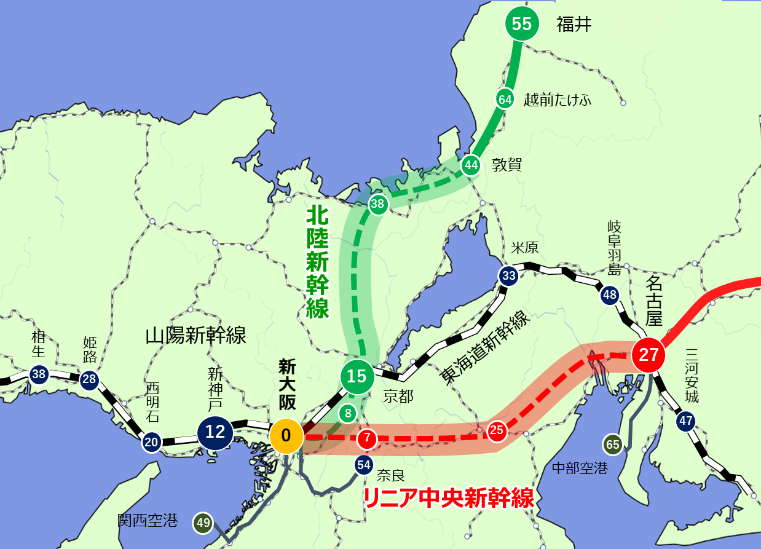 55 福井
64 越前たけふ
44 敦賀
38
北陸新幹線
米原
33
岐阜羽島
48
名古屋
27
山陽新幹線
東海道新幹線
相生
38
姫路
28
西明石
20
新神戸
12
新大阪
0
15
京都
8
7
25
54
奈良
リニア中央新幹線
三河安城
47
65
中部空港
関西空港 49